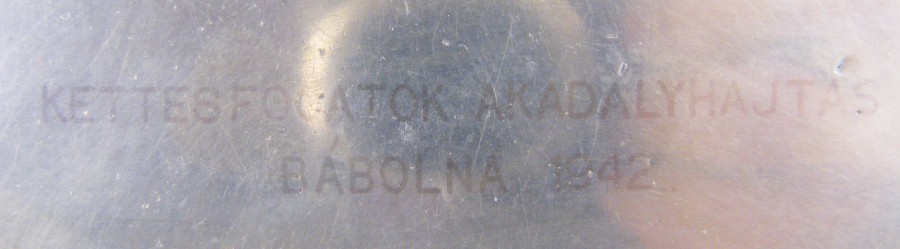 KETTESFOGATOK AKADÁLYHAJTÁS
BÁBOLNA. 1942.